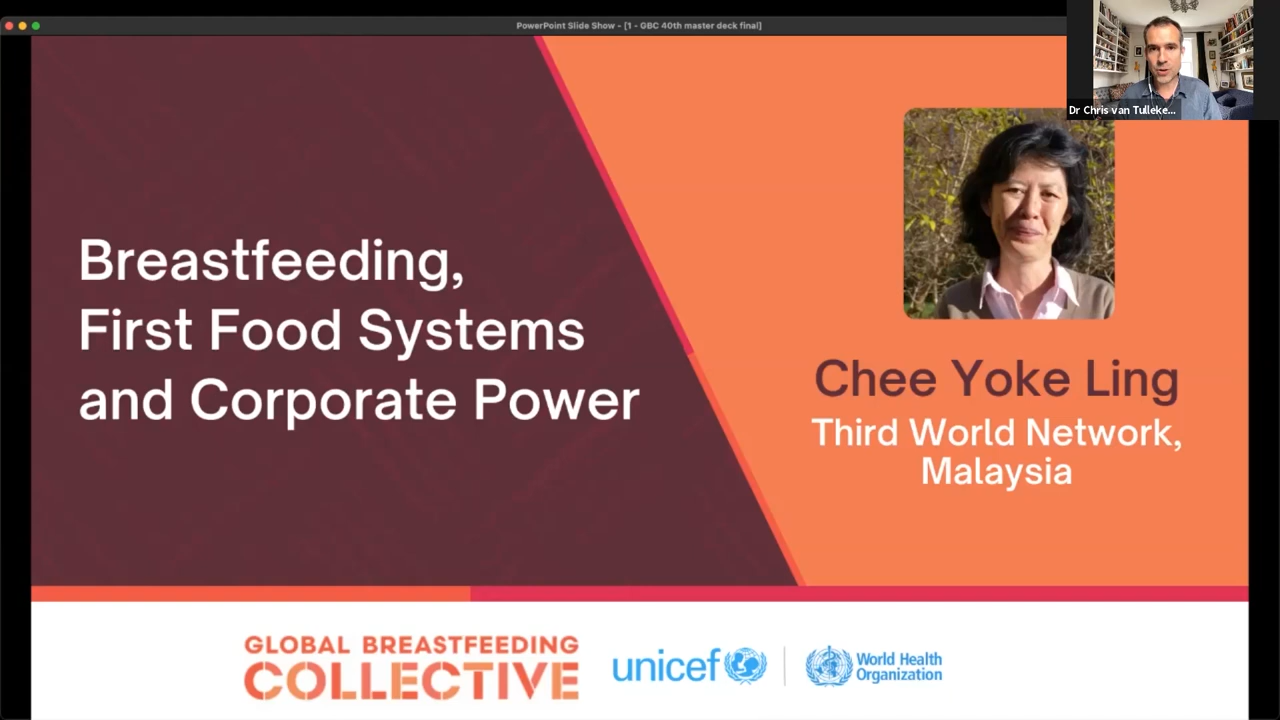 PowerPoint Slide Show - [1 - GBC 40th master deck final]
Dr Chris van Tulleke...
Breastfeeding,
First Food Systems
and Corporate Power
Chee Yoke Ling
Third World Network,
Malaysia
GLOBAL BREASTFEEDING
COLLECTIVE
unicef
World Health
Organization